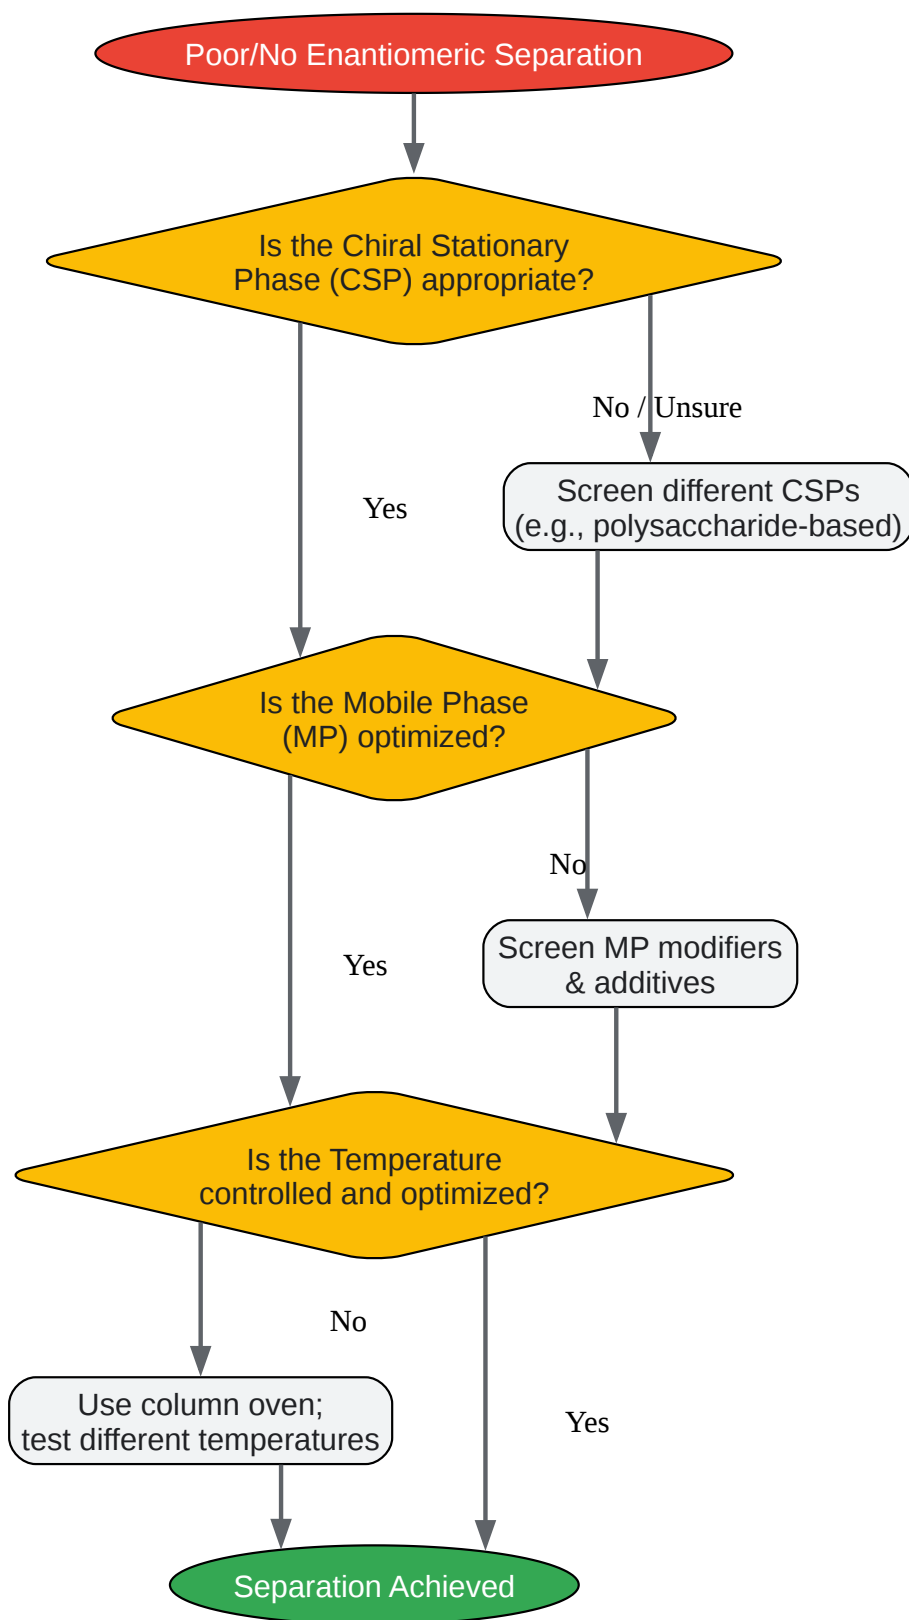 Poor/No Enantiomeric Separation
Is the Chiral Stationary
Phase (CSP) appropriate?
No / Unsure
Screen different CSPs
(e.g., polysaccharide-based)
Yes
Is the Mobile Phase
(MP) optimized?
No
Screen MP modifiers
& additives
Yes
Is the Temperature
controlled and optimized?
No
Use column oven;
test different temperatures
Yes
Separation Achieved